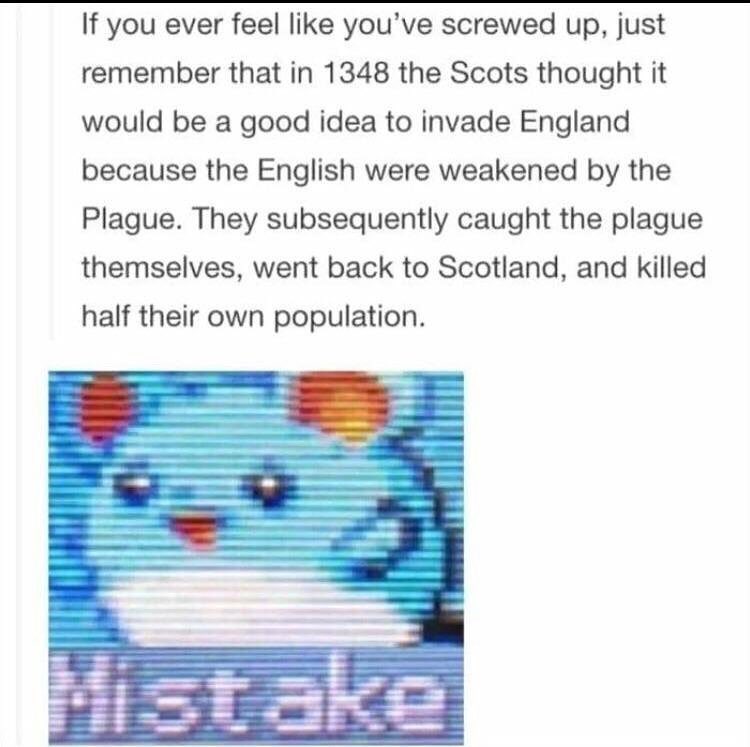 If you ever feel like you've screwed up, just
remember that in 1348 the Scots thought it
would be a good idea to invade England
because the English were weakened by the
Plague. They subsequently caught the plague
themselves, went back to Scotland, and killed
half their own population.
Mistake